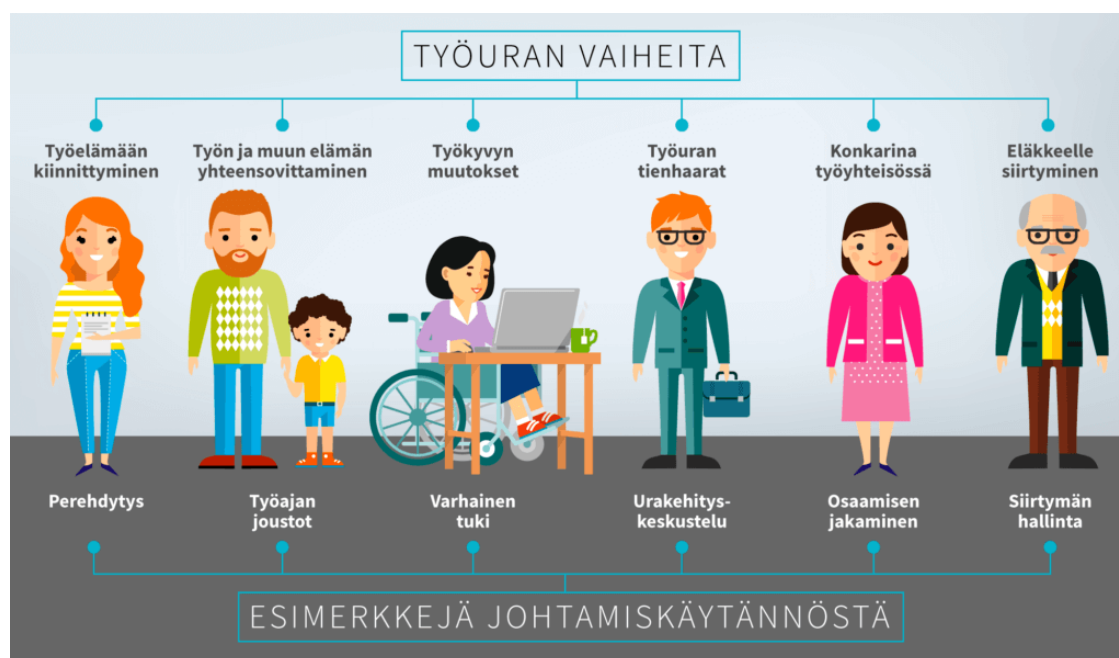 TYÖURAN VAIHEITA
Työelämään
kiinnittyminen
Työn ja muun elämän
yhteensovittaminen
Työkyvyn
muutokset
Työuran
tienhaarat
Konkarina
työyhteisössä
Eläkkeelle
siirtyminen
Perehdytys
Työajan
joustot
Varhainen
tuki
Urakehitys-
keskustelu
Osaamisen
jakaminen
Siirtymän
hallinta
ESIMERKKEJÄ JOHTAMISKÄYTÄNNÖSTÄ